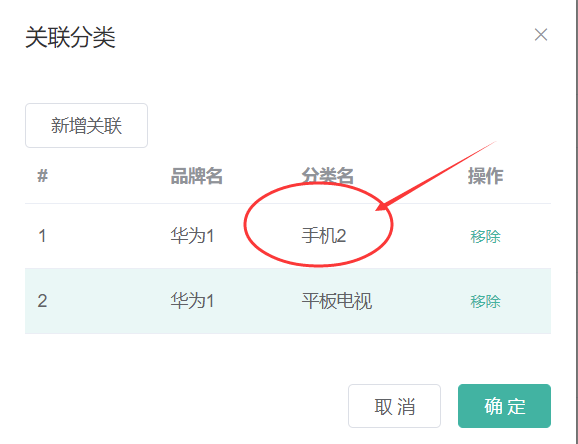 关联分类
新增关联
# 品牌名 分类名 操作
1 华为1 手机2 移除
2 华为1 平板电视 移除
取消 确定